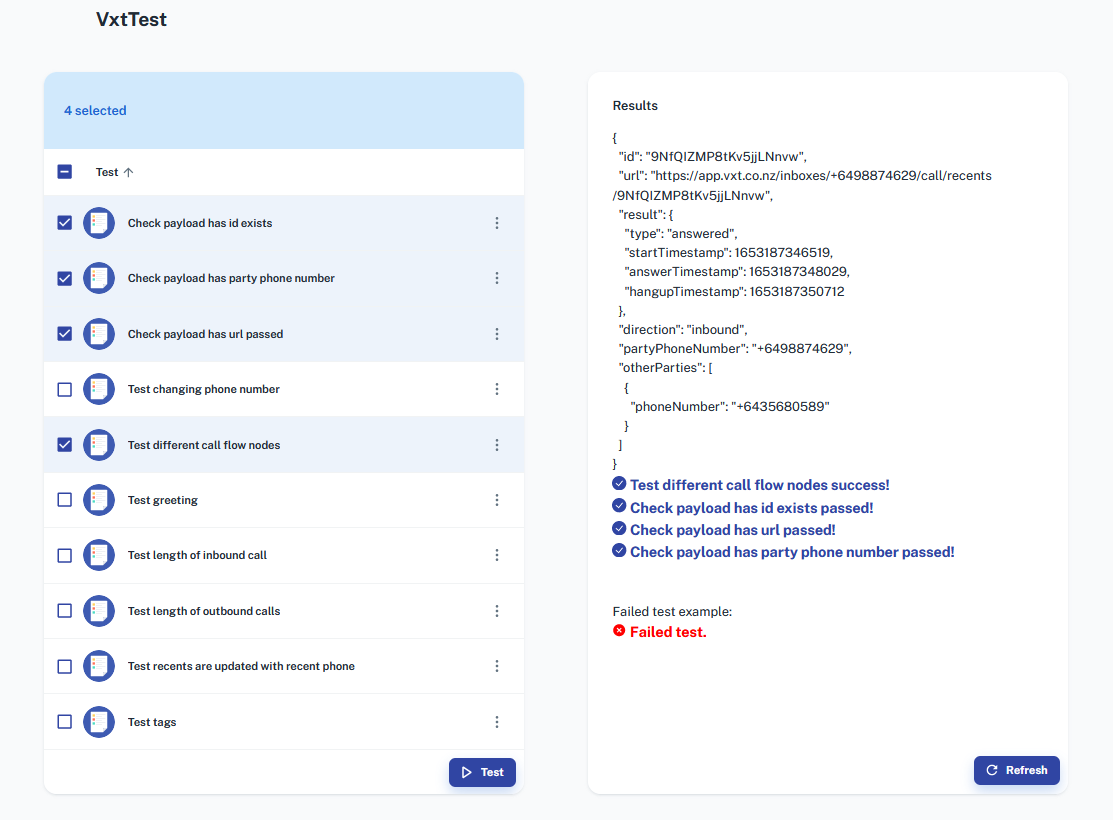 VxtTest
4 selected
Test
Check payload has id exists
Check payload has party phone number
Check payload has url passed
Test changing phone number
Test different call flow nodes
Test greeting
Test length of inbound call
Test length of outbound calls
Test recents are updated with recent phone
Test tags
Test
Results
{
"id": "9NfQIZMP8tKv5jjLNnvw",
"url": "https://app.vxt.co.nz/inboxes/+6498874629/call/recents
/9NfQIZMP8tKv5jjLNnvw",
"result": {
"type": "answered",
"startTimestamp": 1653187346519,
"answerTimestamp": 1653187348029,
"hangupTimestamp": 1653187350712
},
"direction": "inbound",
"partyPhoneNumber": "+6498874629",
"otherParties": [
{
"phoneNumber": "+6435680589"
}
]
}
Test different call flow nodes success!
Check payload has id exists passed!
Check payload has url passed!
Check payload has party phone number passed!
Failed test example:
Failed test.
Refresh